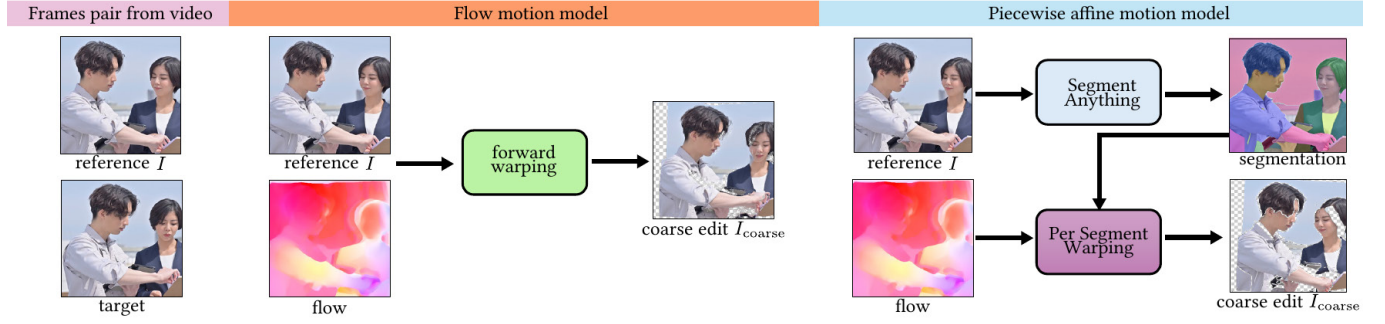 Frames pair from video
Flow motion model
Piecewise affine motion model
reference I
target
reference I
flow
forward
warping
coarse edit I_coarse
reference I
flow
Segment
Anything
segmentation
Per Segment
Warping
coarse edit I_coarse